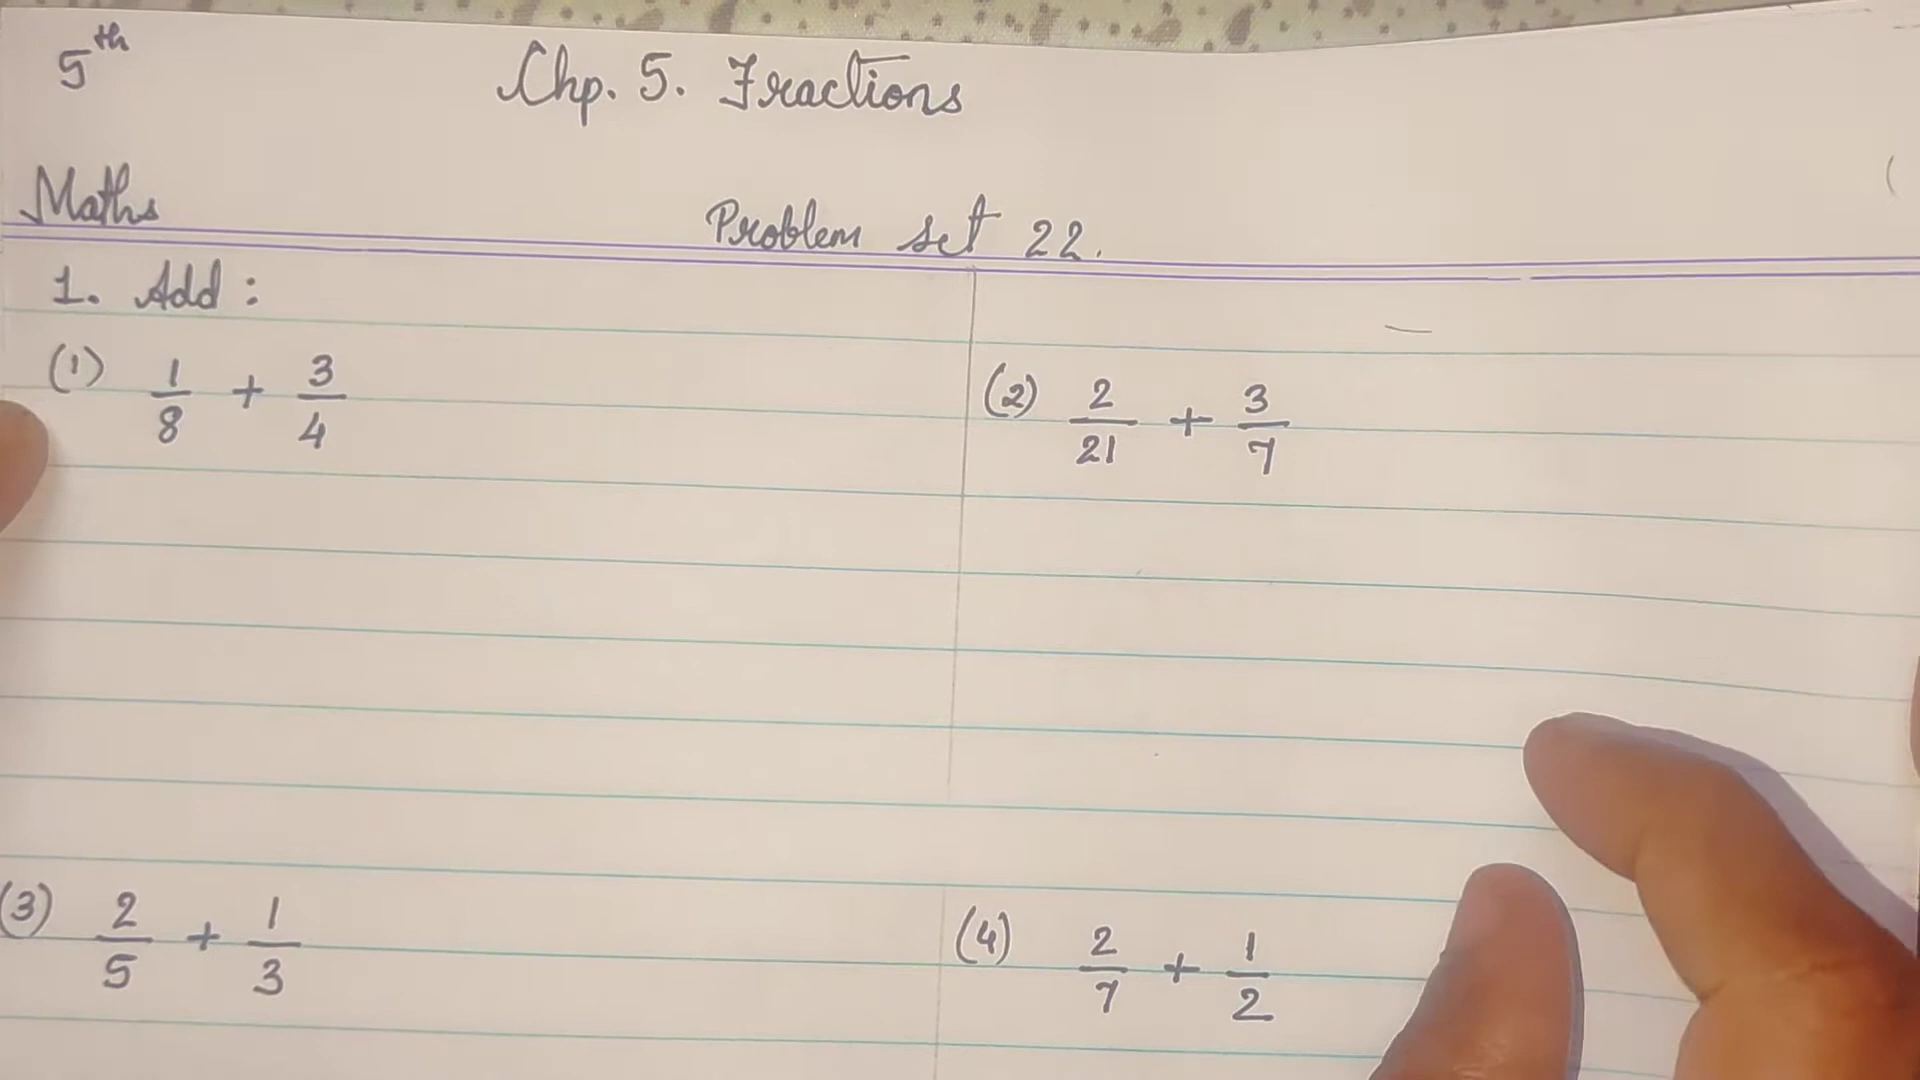 5th
Chp. 5. Fractions
Maths
Problem set 22.
1. Add :
(1) 1/8 + 3/4
(2) 2/21 + 3/7
(3) 2/5 + 1/3
(4) 2/7 + 1/2